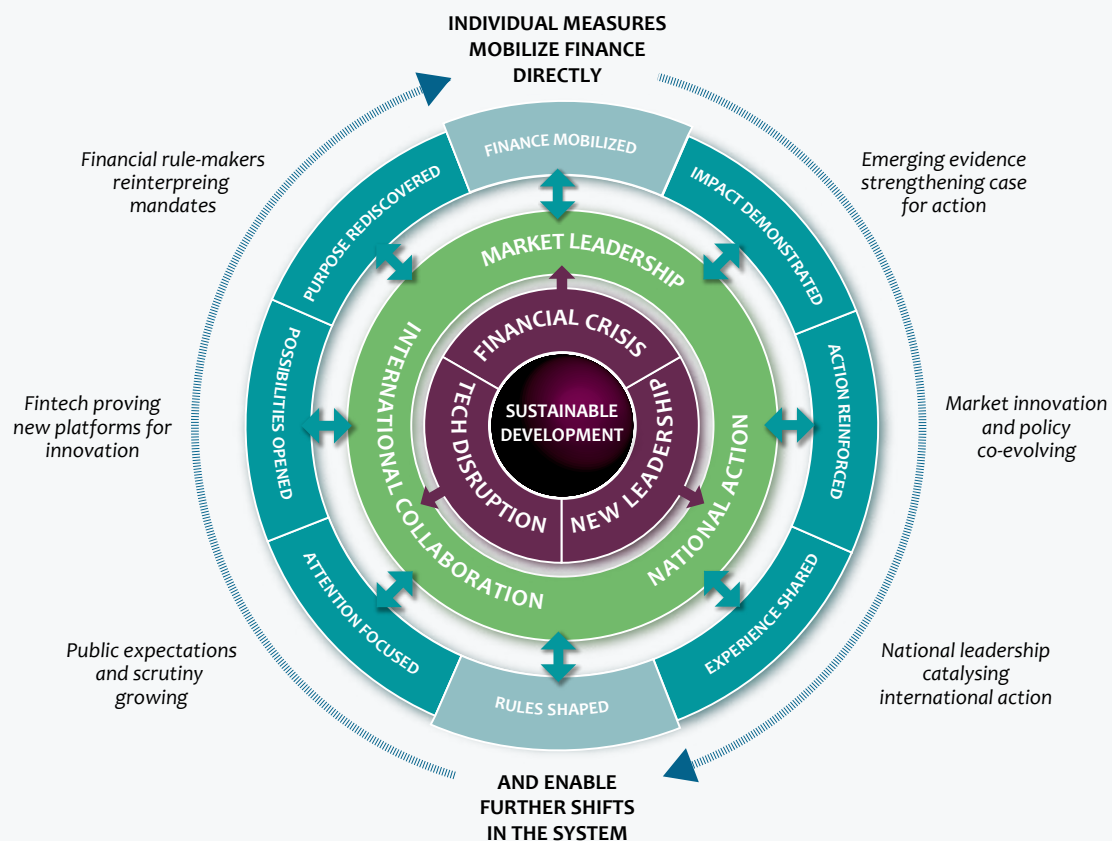 INDIVIDUAL MEASURES
MOBILIZE FINANCE
DIRECTLY
Financial rule-makers
reinterpreing
mandates
Emerging evidence
strengthening case
for action
FINANCE MOBILIZED
PURPOSE REDISCOVERED
IMPACT DEMONSTRATED
MARKET LEADERSHIP
FINANCIAL CRISIS
POSSIBILITIES OPENED
INTERNATIONAL COLLABORATION
TECH DISRUPTION
SUSTAINABLE
DEVELOPMENT
NEW LEADERSHIP
NATIONAL ACTION
ACTION REINFORCED
Fintech proving
new platforms for
innovation
Market innovation
and policy
co-evolving
ATTENTION FOCUSED
EXPERIENCE SHARED
RULES SHAPED
Public expectations
and scrutiny
growing
National leadership
catalysing
international action
AND ENABLE
FURTHER SHIFTS
IN THE SYSTEM